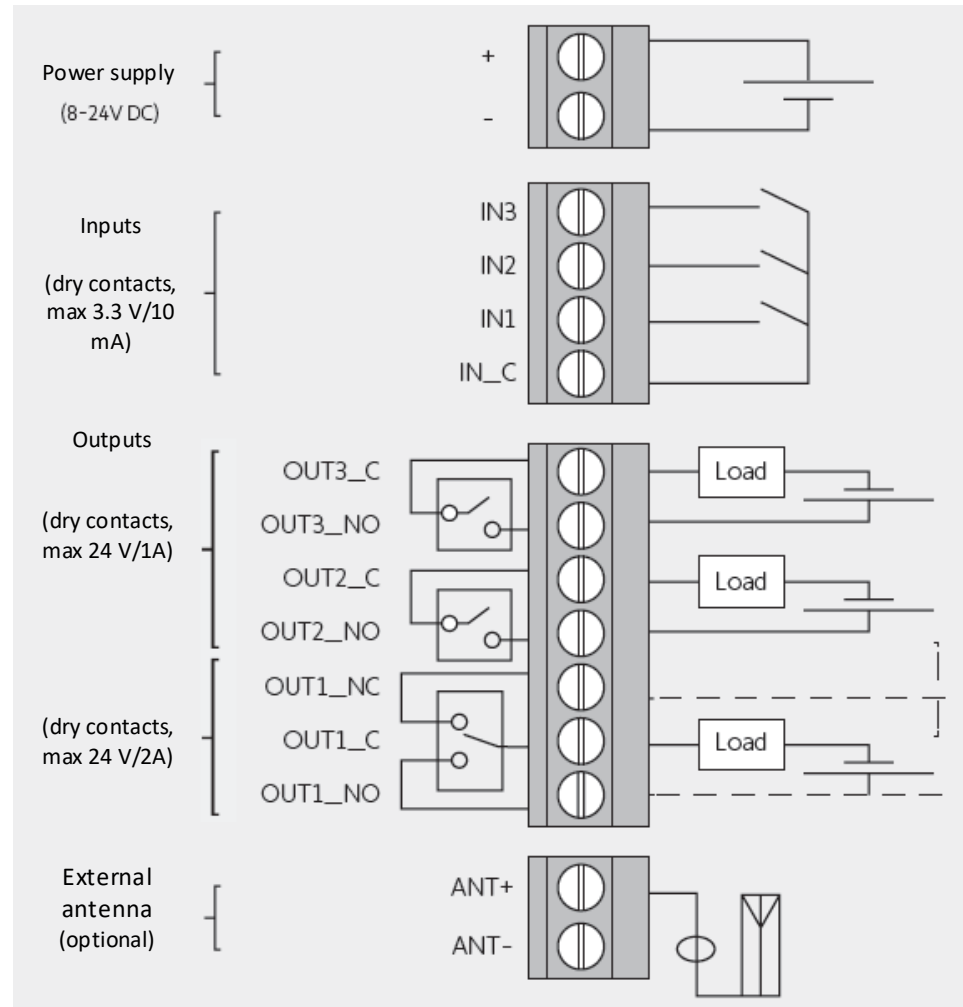 Power supply
(8-24V DC)
+
-
Inputs
(dry contacts,
max 3.3 V/10
mA)
IN3
IN2
IN1
IN_C
Outputs
(dry contacts,
max 24 V/1A)
OUT3_C
OUT3_NO
OUT2_C
OUT2_NO
Load
Load
(dry contacts,
max 24 V/2A)
OUT1_NC
OUT1_C
OUT1_NO
Load
External
antenna
(optional)
ANT+
ANT-